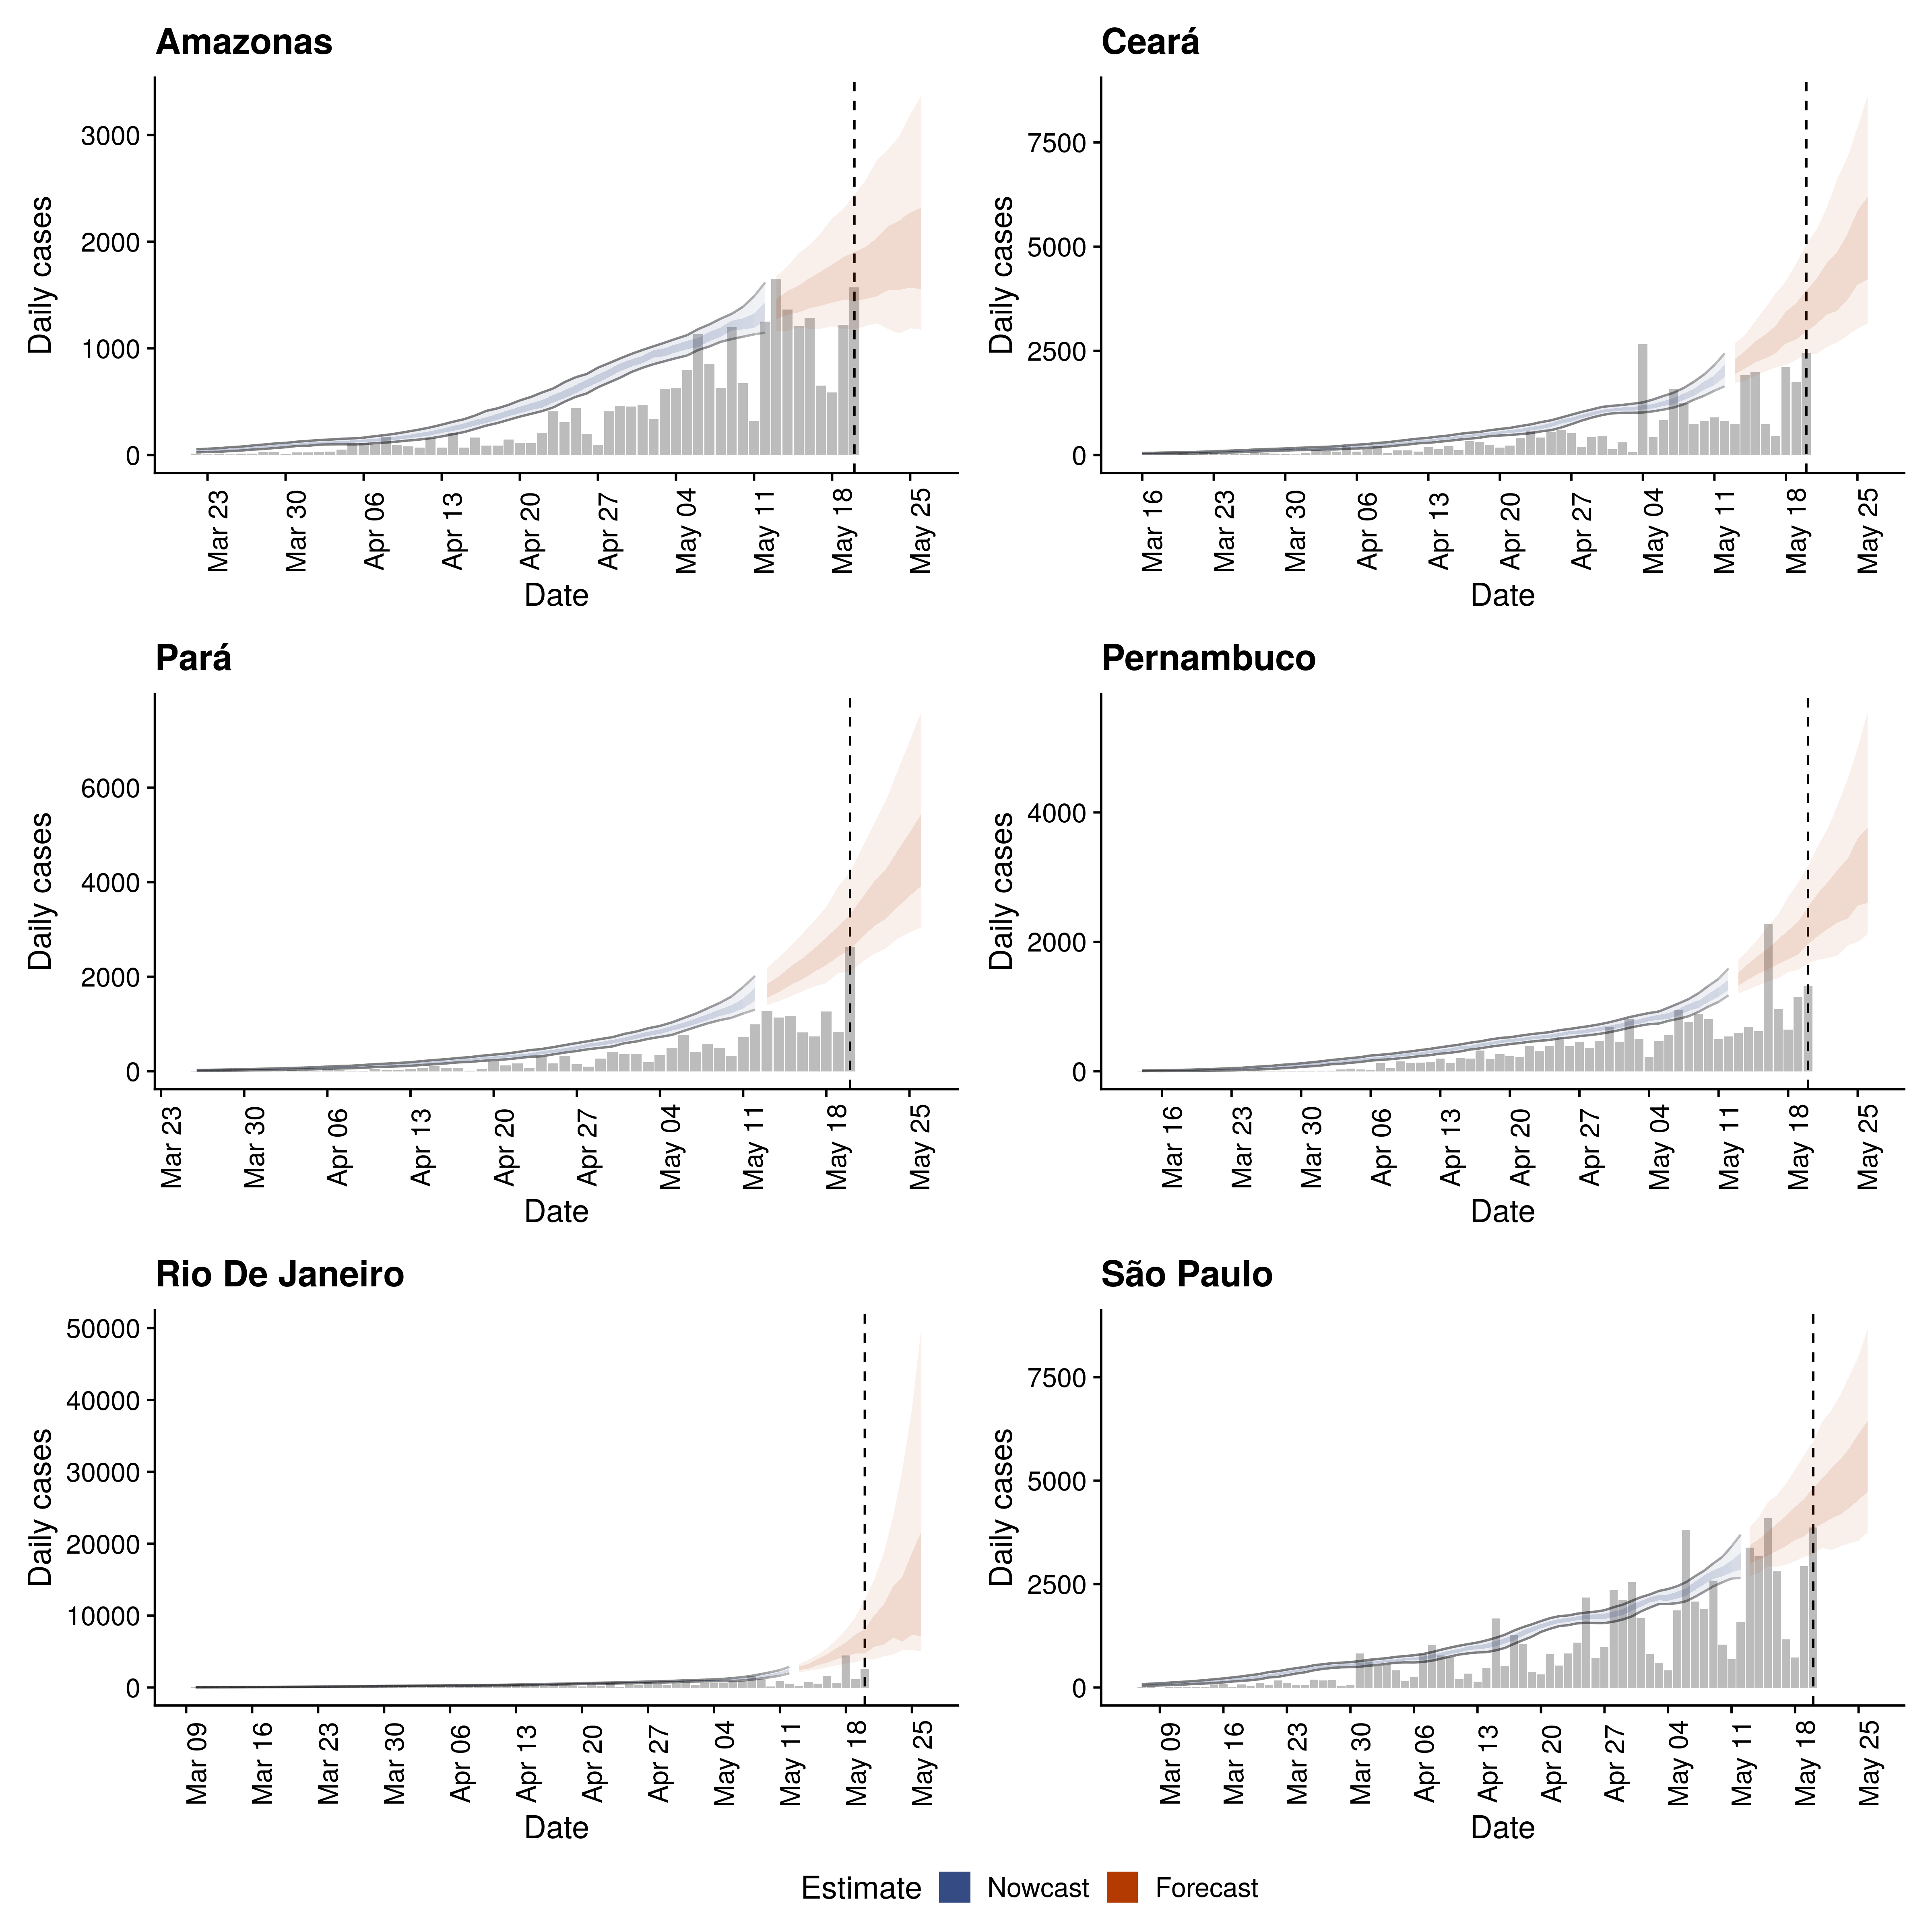 Amazonas
Daily cases
3000
2000
1000
0
Mar 23 Mar 30 Apr 06 Apr 13 Apr 20 Apr 27 May 04 May 11 May 18 May 25
Date
Ceará
Daily cases
7500
5000
2500
0
Mar 16 Mar 23 Mar 30 Apr 06 Apr 13 Apr 20 Apr 27 May 04 May 11 May 18 May 25
Date
Pará
Daily cases
6000
4000
2000
0
Mar 23 Mar 30 Apr 06 Apr 13 Apr 20 Apr 27 May 04 May 11 May 18 May 25
Date
Pernambuco
Daily cases
4000
2000
0
Mar 16 Mar 23 Mar 30 Apr 06 Apr 13 Apr 20 Apr 27 May 04 May 11 May 18 May 25
Date
Rio De Janeiro
Daily cases
50000
40000
30000
20000
10000
0
Mar 09 Mar 16 Mar 23 Mar 30 Apr 06 Apr 13 Apr 20 Apr 27 May 04 May 11 May 18 May 25
Date
São Paulo
Daily cases
7500
5000
2500
0
Mar 09 Mar 16 Mar 23 Mar 30 Apr 06 Apr 13 Apr 20 Apr 27 May 04 May 11 May 18 May 25
Date
Estimate Nowcast Forecast